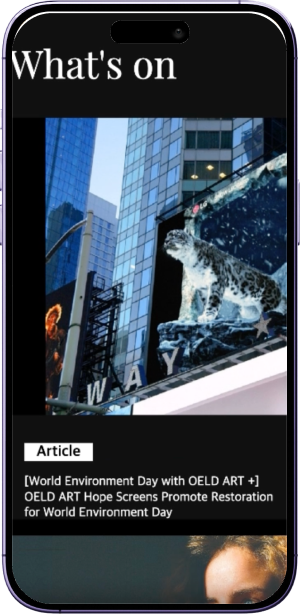 What's on
WAY
Article
[World Environment Day with OELD ART +]
OELD ART Hope Screens Promote Restoration
for World Environment Day